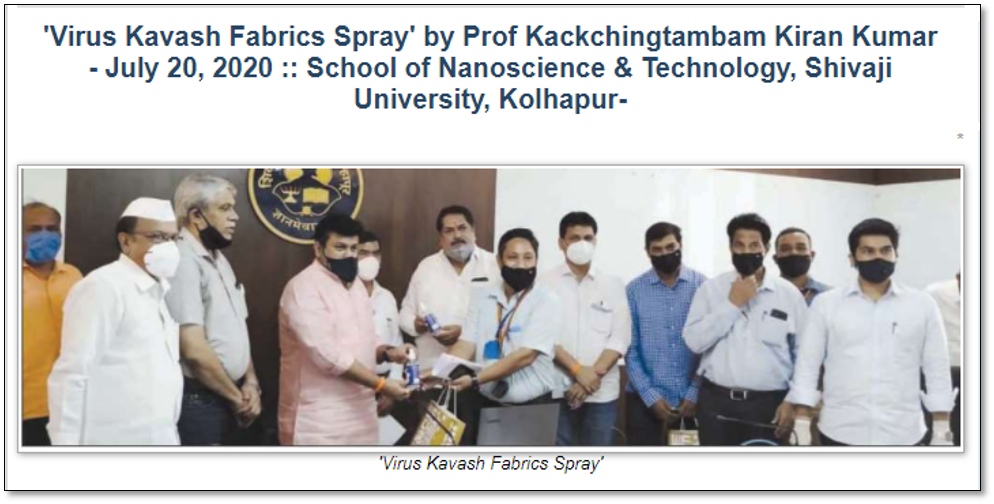 'Virus Kavash Fabrics Spray' by Prof Kackchingtambam Kiran Kumar
- July 20, 2020 :: School of Nanoscience & Technology, Shivaji
University, Kolhapur-
*
ज्ञानमेवा
'Virus Kavash Fabrics Spray'